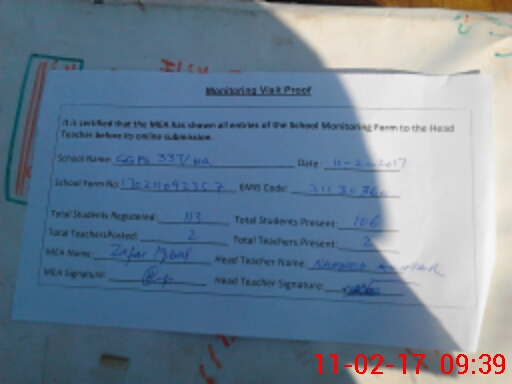 Monitoring Visit Proof
It is certified that the MEA has shown all entries of the School Monitoring Form to the Head
Teacher before its online submission.
School Name: GGPS 337/HR Date: 11-2-2017
School Form No: EMIS Code:
Total Students Registered: 113 Total Students Present: 106
Total Teachers Posted: 2 Total Teachers Present: 2
MEA Name: Zafar Iqbal Head Teacher Name:
MEA Signature: Head Teacher Signature:
11-02-17 09:39